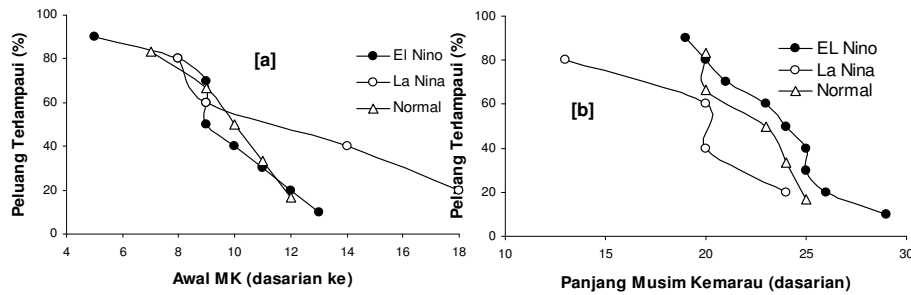 Peluang Terlampaui (%)
100
80
60
40
20
0
[a]
El Nino
La Nina
Normal
4 6 8 10 12 14 16 18
Awal MK (dasarian ke)
Peluang Terlampaui (%)
100
80
60
40
20
0
[b]
EL Nino
La Nina
Normal
10 15 20 25 30
Panjang Musim Kemarau (dasarian)